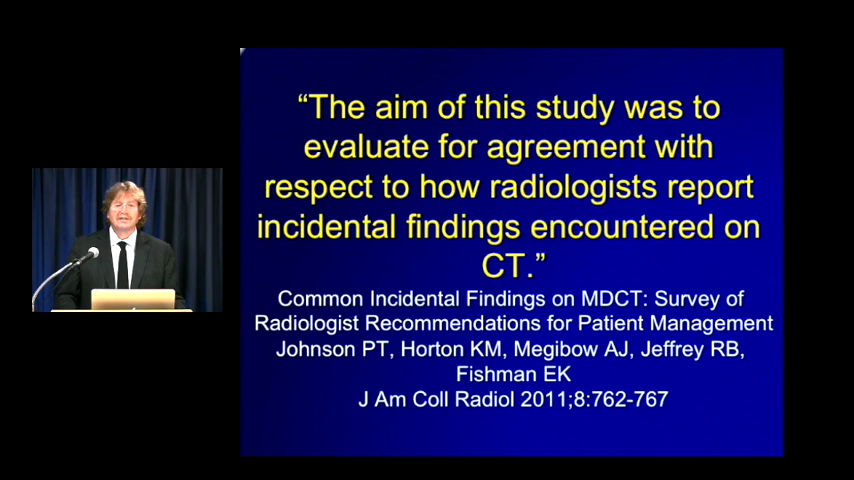 “The aim of this study was to
evaluate for agreement with
respect to how radiologists report
incidental findings encountered on
CT.”
Common Incidental Findings on MDCT: Survey of
Radiologist Recommendations for Patient Management
Johnson PT, Horton KM, Megibow AJ, Jeffrey RB,
Fishman EK
J Am Coll Radiol 2011;8:762-767